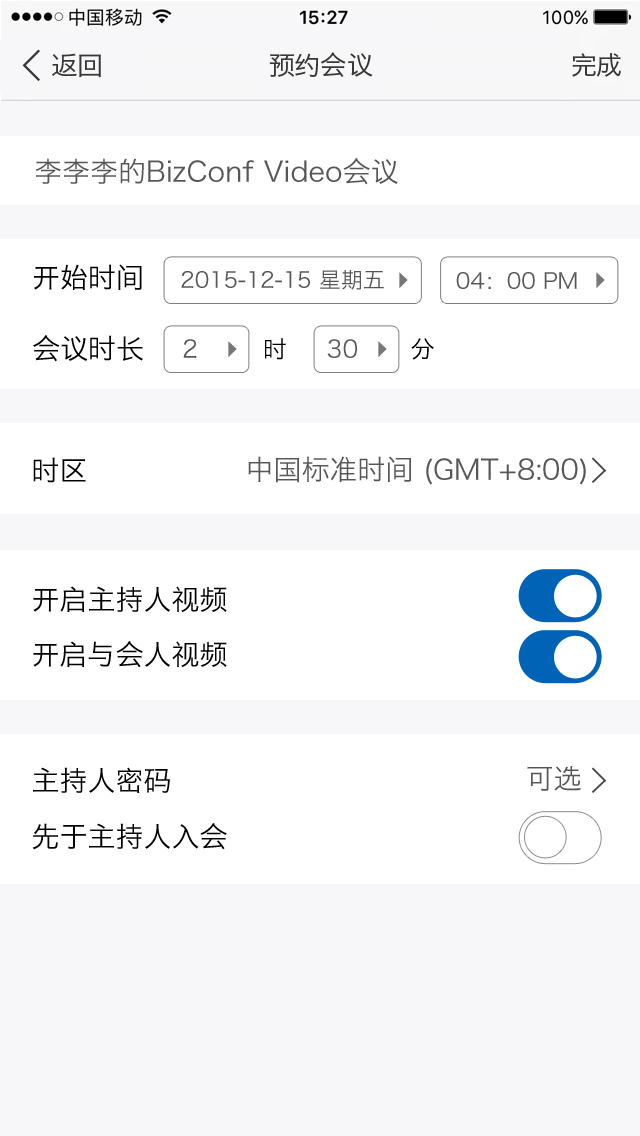 中国移动 15:27 100%
返回 预约会议 完成
李李李的BizConf Video会议
开始时间 2015-12-15 星期五 04：00 PM
会议时长 2 时 30 分
时区 中国标准时间 (GMT+8:00)
开启主持人视频
开启与会人视频
主持人密码 可选
先于主持人入会